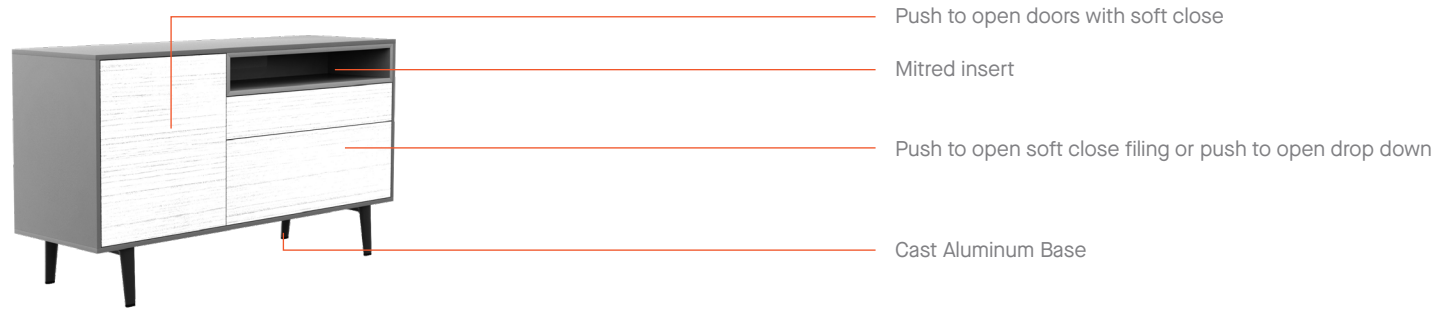 Push to open doors with soft close
Mitred insert
Push to open soft close filing or push to open drop down
Cast Aluminum Base